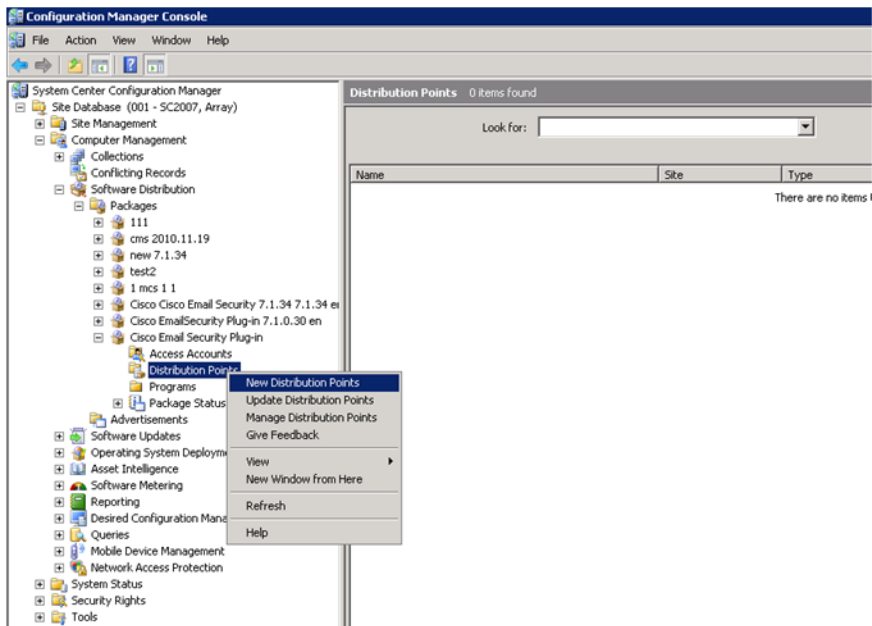 Configuration Manager Console
File Action View Window Help
System Center Configuration Manager
Site Database (001 - SC2007, Array)
Site Management
Computer Management
Collections
Conflicting Records
Software Distribution
Packages
111
cms 2010.11.19
new 7.1.34
test2
1 mcs 1 1
Cisco Cisco Email Security 7.1.34 7.1.34 en
Cisco EmailSecurity Plug-in 7.1.0.30 en
Cisco Email Security Plug-in
Access Accounts
Distribution Points
Programs
Package Status
Advertisements
Software Updates
Operating System Deployme
Asset Intelligence
Software Metering
Reporting
Desired Configuration Mana
Queries
Mobile Device Management
Network Access Protection
System Status
Security Rights
Tools
New Distribution Points
Update Distribution Points
Manage Distribution Points
Give Feedback
View
New Window from Here
Refresh
Help
Distribution Points 0 items found
Look for:
Name Site Type
There are no items